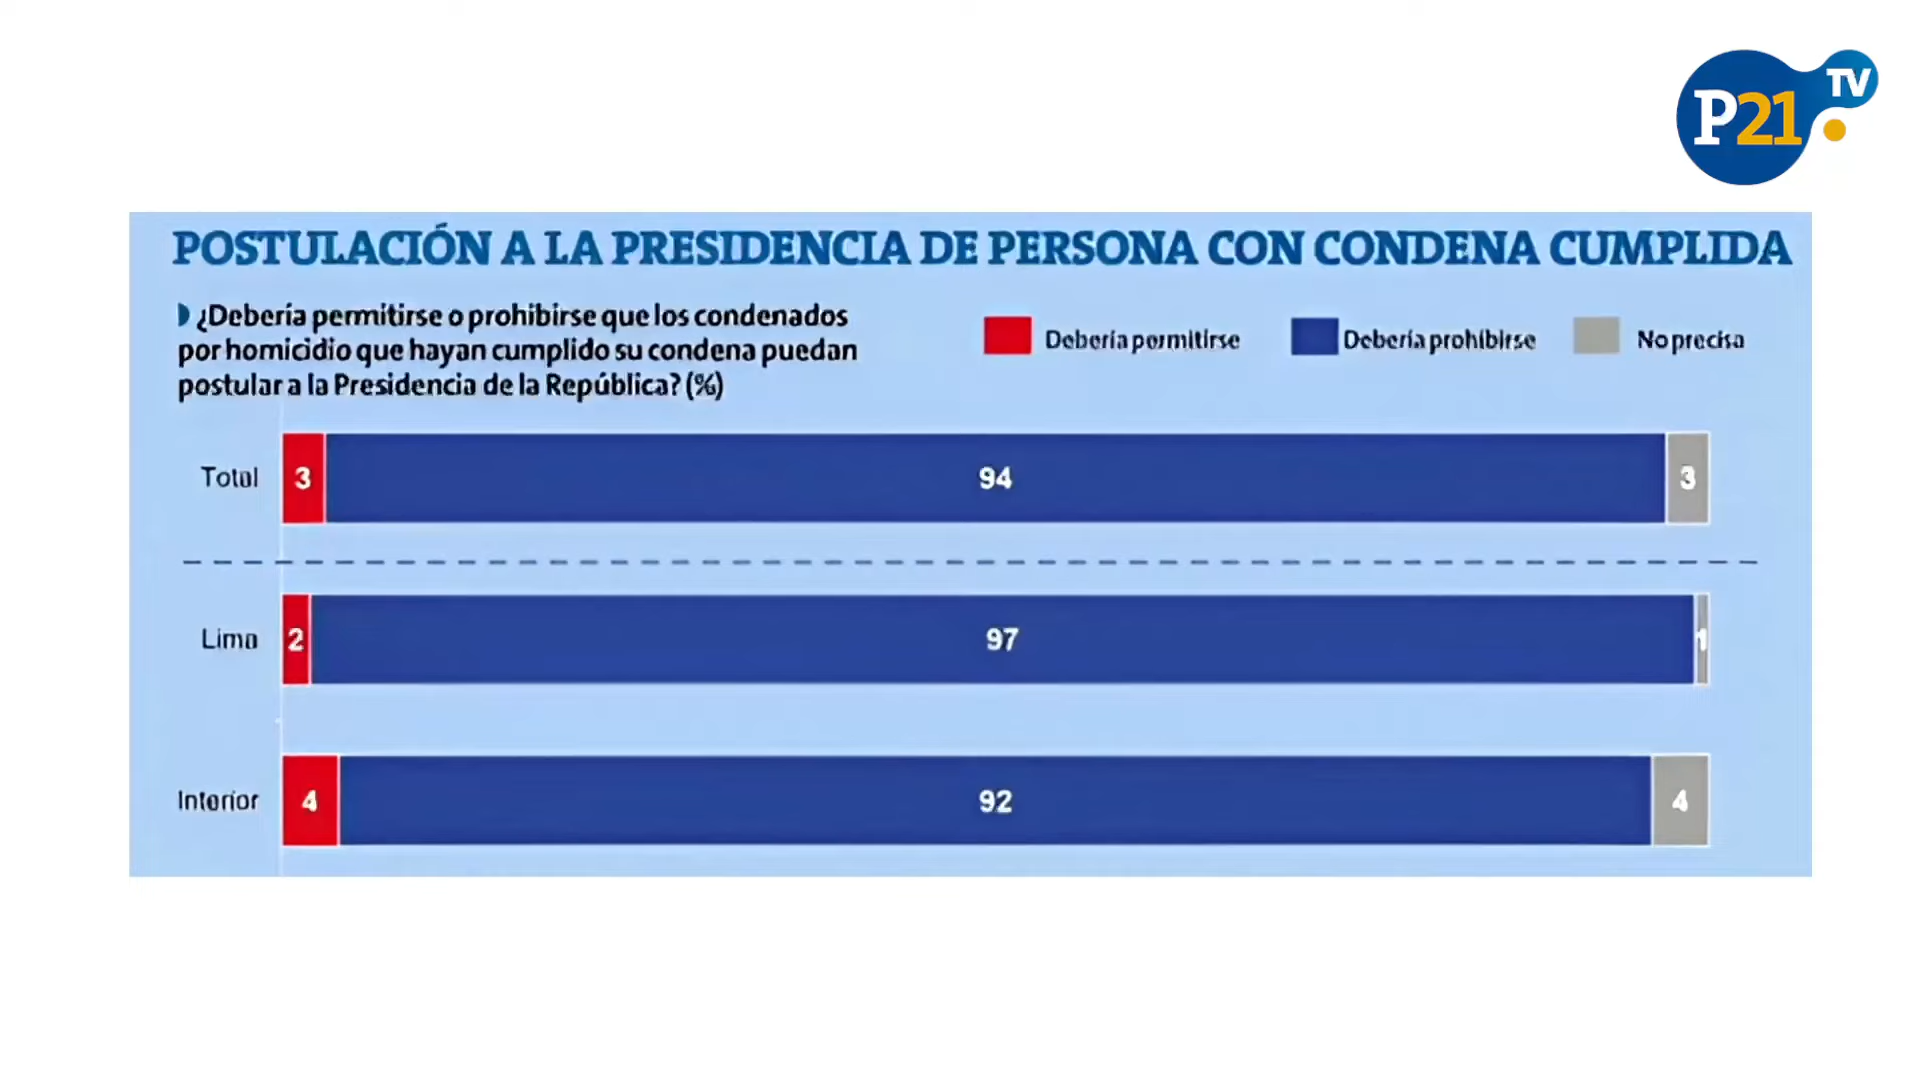 P21 TV
POSTULACIÓN A LA PRESIDENCIA DE PERSONA CON CONDENA CUMPLIDA
¿Debería permitirse o prohibirse que los condenados
por homicidio que hayan cumplido su condena puedan
postular a la Presidencia de la República? (%)
Debería permitirse Debería prohibirse No precisa
Total 3 94 3
Lima 2 97 1
Interior 4 92 4